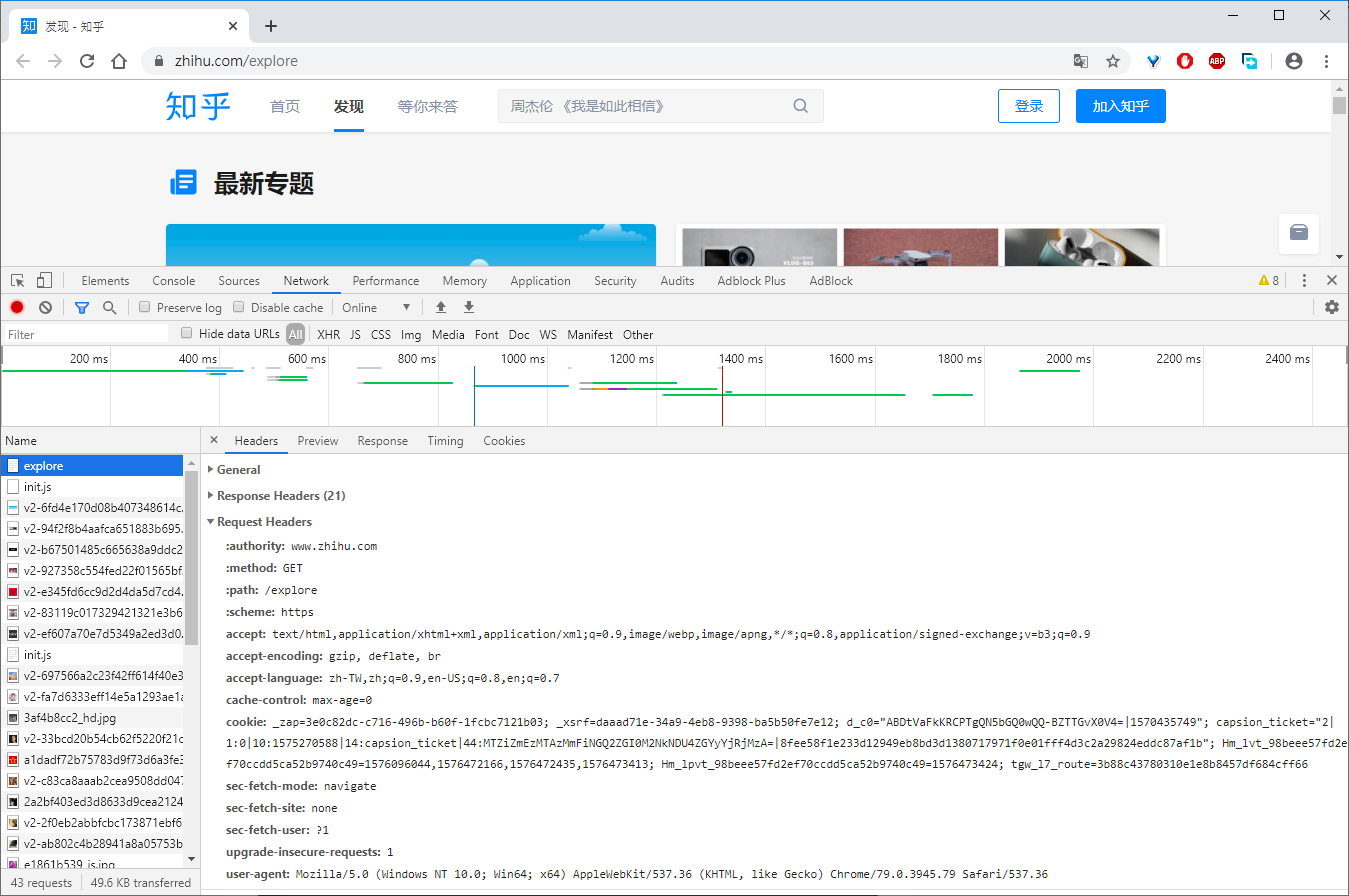 发现 - 知乎
zhihu.com/explore
知乎 首页 发现 等你来答 周杰伦 《我是如此相信》 登录 加入知乎
最新专题
Elements Console Sources Network Performance Memory Application Security Audits Adblock Plus AdBlock 8
Preserve log Disable cache Online
Filter Hide data URLs All XHR JS CSS Img Media Font Doc WS Manifest Other
200 ms 400 ms 600 ms 800 ms 1000 ms 1200 ms 1400 ms 1600 ms 1800 ms 2000 ms 2200 ms 2400 ms
Name
explore
init.js
v2-6fd4e170d08b407348614c
v2-94f2f8b4aafca651883b695
v2-b67501485c665638a9ddc2
v2-927358c554fed22f01565bf
v2-e345fd6cc9d2d4da5d7cd4
v2-83119c017329421321e3b6
v2-ef607a70e7d5349a2ed3d0
init.js
v2-697566a2c23f42ff614f40e3
v2-fa7d6333eff14e5a1293ae1a
3af4b8cc2_hd.jpg
v2-33bcd20b54cb62f5220f21c
a1dadf72b75783d9f73d6a3fe3
v2-c83ca8aaab2cea9508dd047
2a2bf403ed3d8633d9cea2124
v2-2f0eb2abbfcbc173871ebf6
v2-ab802c4b28941a8a05753b
e1861b539_is.jpg
43 requests 49.6 KB transferred
Headers Preview Response Timing Cookies
General
Response Headers (21)
Request Headers
:authority: www.zhihu.com
:method: GET
:path: /explore
:scheme: https
accept: text/html,application/xhtml+xml,application/xml;q=0.9,image/webp,image/apng,*/*;q=0.8,application/signed-exchange;v=b3;q=0.9
accept-encoding: gzip, deflate, br
accept-language: zh-TW,zh;q=0.9,en-US;q=0.8,en;q=0.7
cache-control: max-age=0
cookie: _zap=3e0c82dc-c716-496b-b60f-1fcbc7121b03; _xsrf=daaad71e-34a9-4eb8-9398-ba5b50fe7e12; d_c0="ABDtVaFkKRCPTgQN5bGQ0wQQ-BZTTGvX0V4=|1570435749"; capsion_ticket="2|
1:0|10:1575270588|14:capsion_ticket|44:MTZiZmEzMTAzMmFiNGQ2ZGI0M2NkNDU4ZGYyYjRjMzA=|8fee58f1e233d12949eb8bd3d1380717971f0e01fff4d3c2a29824eddc87af1b"; Hm_lvt_98beee57fd2e
f70ccdd5ca52b9740c49=1576096044,1576472166,1576472435,1576473413; Hm_lpvt_98beee57fd2ef70ccdd5ca52b9740c49=1576473424; tgw_l7_route=3b88c43780310e1e8b8457df684cff66
sec-fetch-mode: navigate
sec-fetch-site: none
sec-fetch-user: ?1
upgrade-insecure-requests: 1
user-agent: Mozilla/5.0 (Windows NT 10.0; Win64; x64) AppleWebKit/537.36 (KHTML, like Gecko) Chrome/79.0.3945.79 Safari/537.36